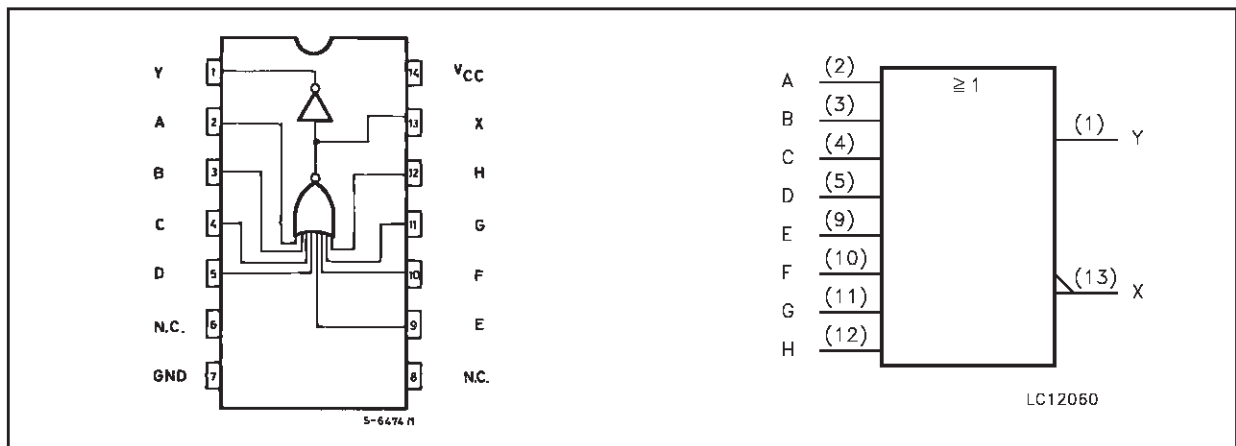 Y 1 14 VCC
A 2 13 X
B 3 12 H
C 4 11 G
D 5 10 F
N.C. 6 9 E
GND 7 8 N.C.
S-6474 M
A (2)
B (3)
C (4)
D (5)
E (9)
F (10)
G (11)
H (12)
≧ 1
(1) Y
(13) X
LC12060